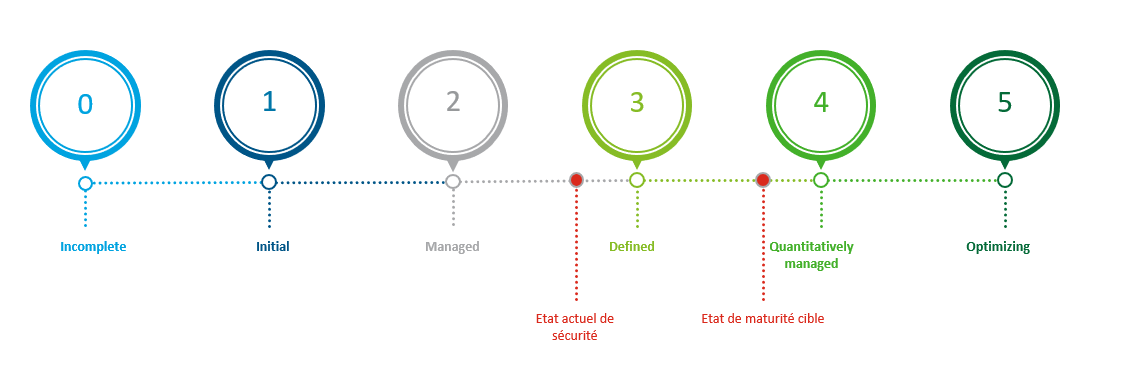 0
1
2
3
4
5
Incomplete
Initial
Managed
Defined
Quantitatively
managed
Optimizing
Etat actuel de
sécurité
Etat de maturité cible